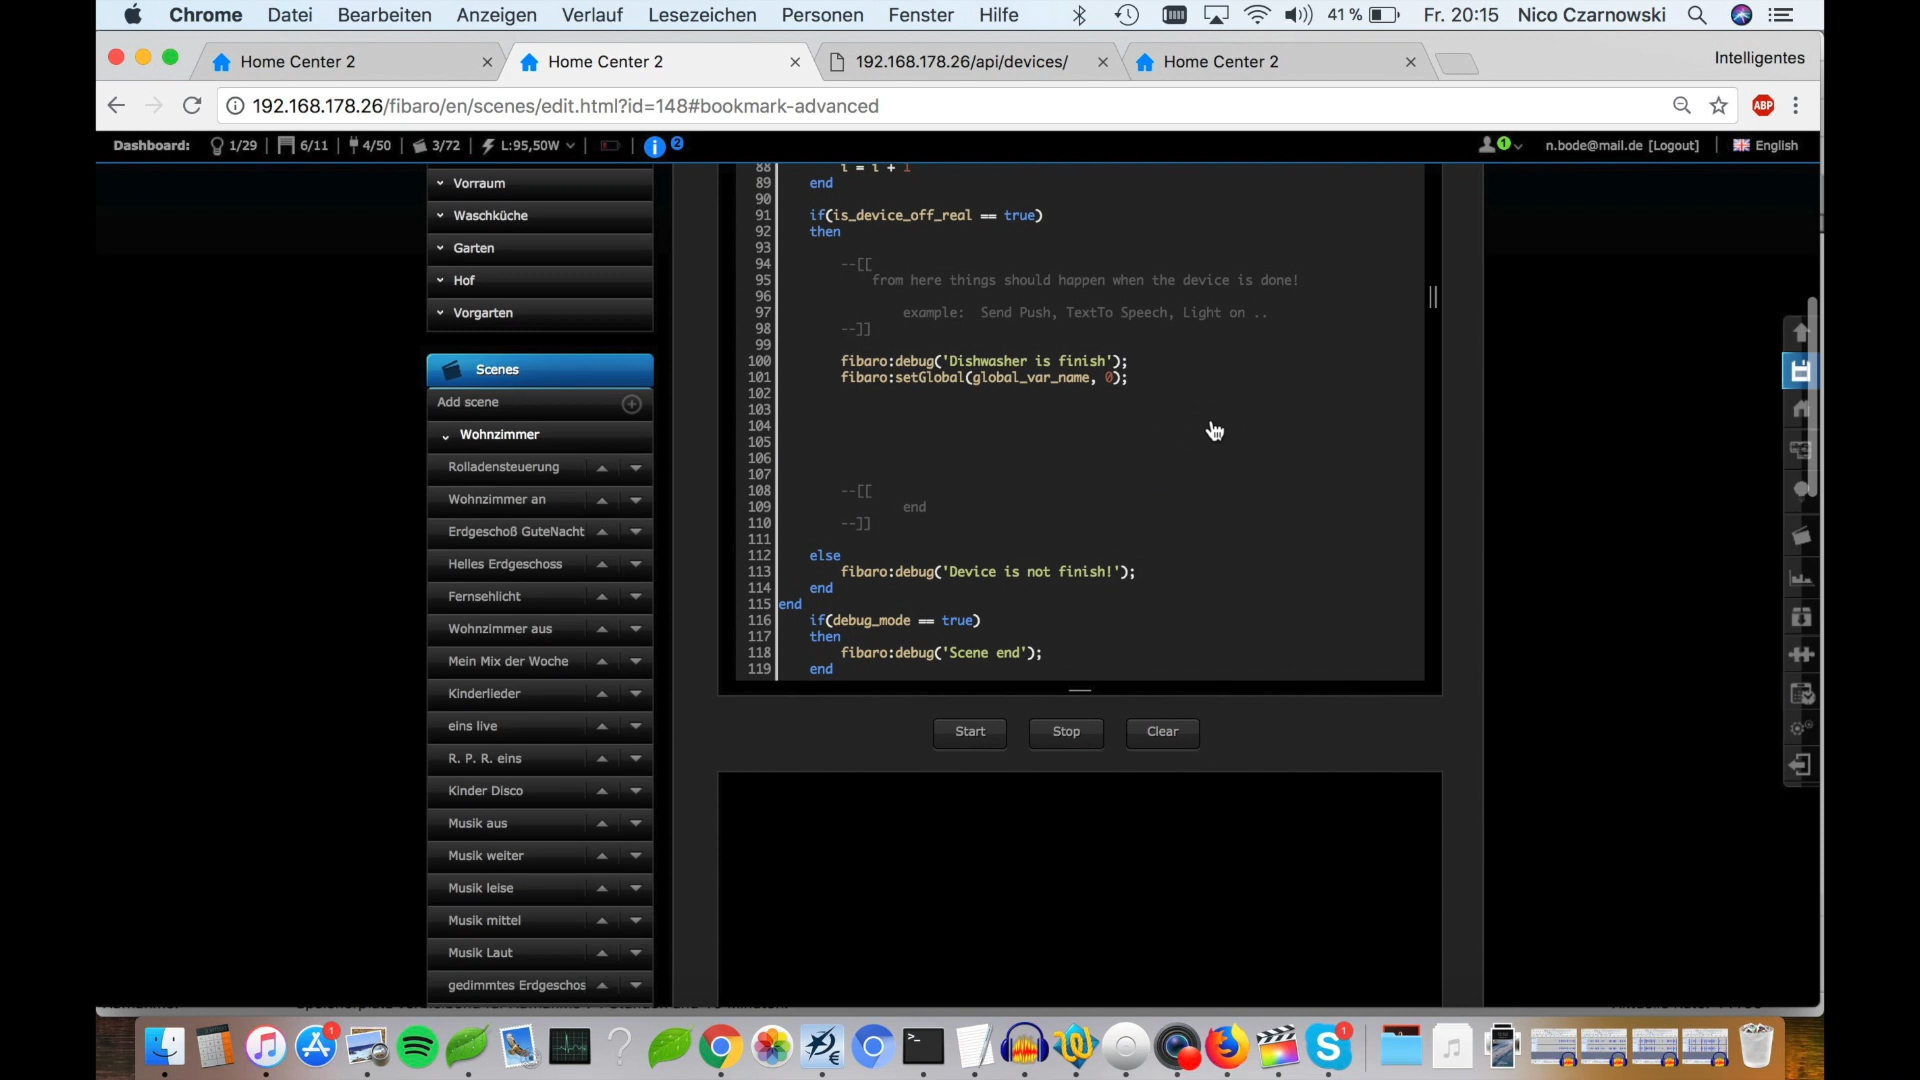 Chrome Datei Bearbeiten Anzeigen Verlauf Lesezeichen Personen Fenster Hilfe 41 % Fr. 20:15 Nico Czarnowski
Home Center 2 Home Center 2 192.168.178.26/api/devices/ Home Center 2 Intelligentes
192.168.178.26/fibaro/en/scenes/edit.html?id=148#bookmark-advanced ABP
Dashboard: 1/29 | 6/11 | 4/50 | 3/72 | L:95,50W | 2 1 n.bode@mail.de [Logout] | English
Vorraum
Waschküche
Garten
Hof
Vorgarten
Scenes
Add scene
Wohnzimmer
Rolladensteuerung
Wohnzimmer an
Erdgeschoß GuteNacht
Helles Erdgeschoss
Fernsehlicht
Wohnzimmer aus
Mein Mix der Woche
Kinderlieder
eins live
R. P. R. eins
Kinder Disco
Musik aus
Musik weiter
Musik leise
Musik mittel
Musik Laut
gedimmtes Erdgeschos
88 i = i + 1
89 end
90
91 if(is_device_off_real == true)
92 then
93
94 --[[
95 from here things should happen when the device is done!
96
97 example: Send Push, TextTo Speech, Light on ..
98 --]]
99
100 fibaro:debug('Dishwasher is finish');
101 fibaro:setGlobal(global_var_name, 0);
102
103
104
105
106
107
108 --[[
109 end
110 --]]
111
112 else
113 fibaro:debug('Device is not finish!');
114 end
115 end
116 if(debug_mode == true)
117 then
118 fibaro:debug('Scene end');
119 end
Start Stop Clear
1 1